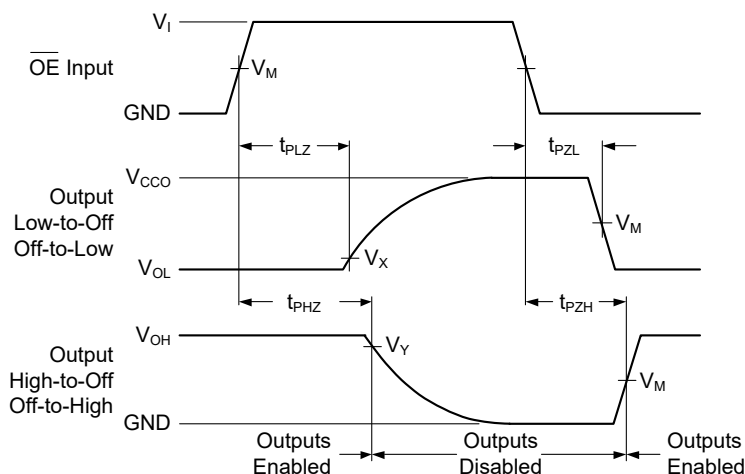 V_I
OE Input
V_M
GND
t_PLZ
t_PZL
V_CCO
Output
Low-to-Off
Off-to-Low
V_M
V_X
V_OL
t_PHZ
t_PZH
V_OH
Output
High-to-Off
Off-to-High
V_Y
V_M
GND
Outputs
Enabled
Outputs
Disabled
Outputs
Enabled